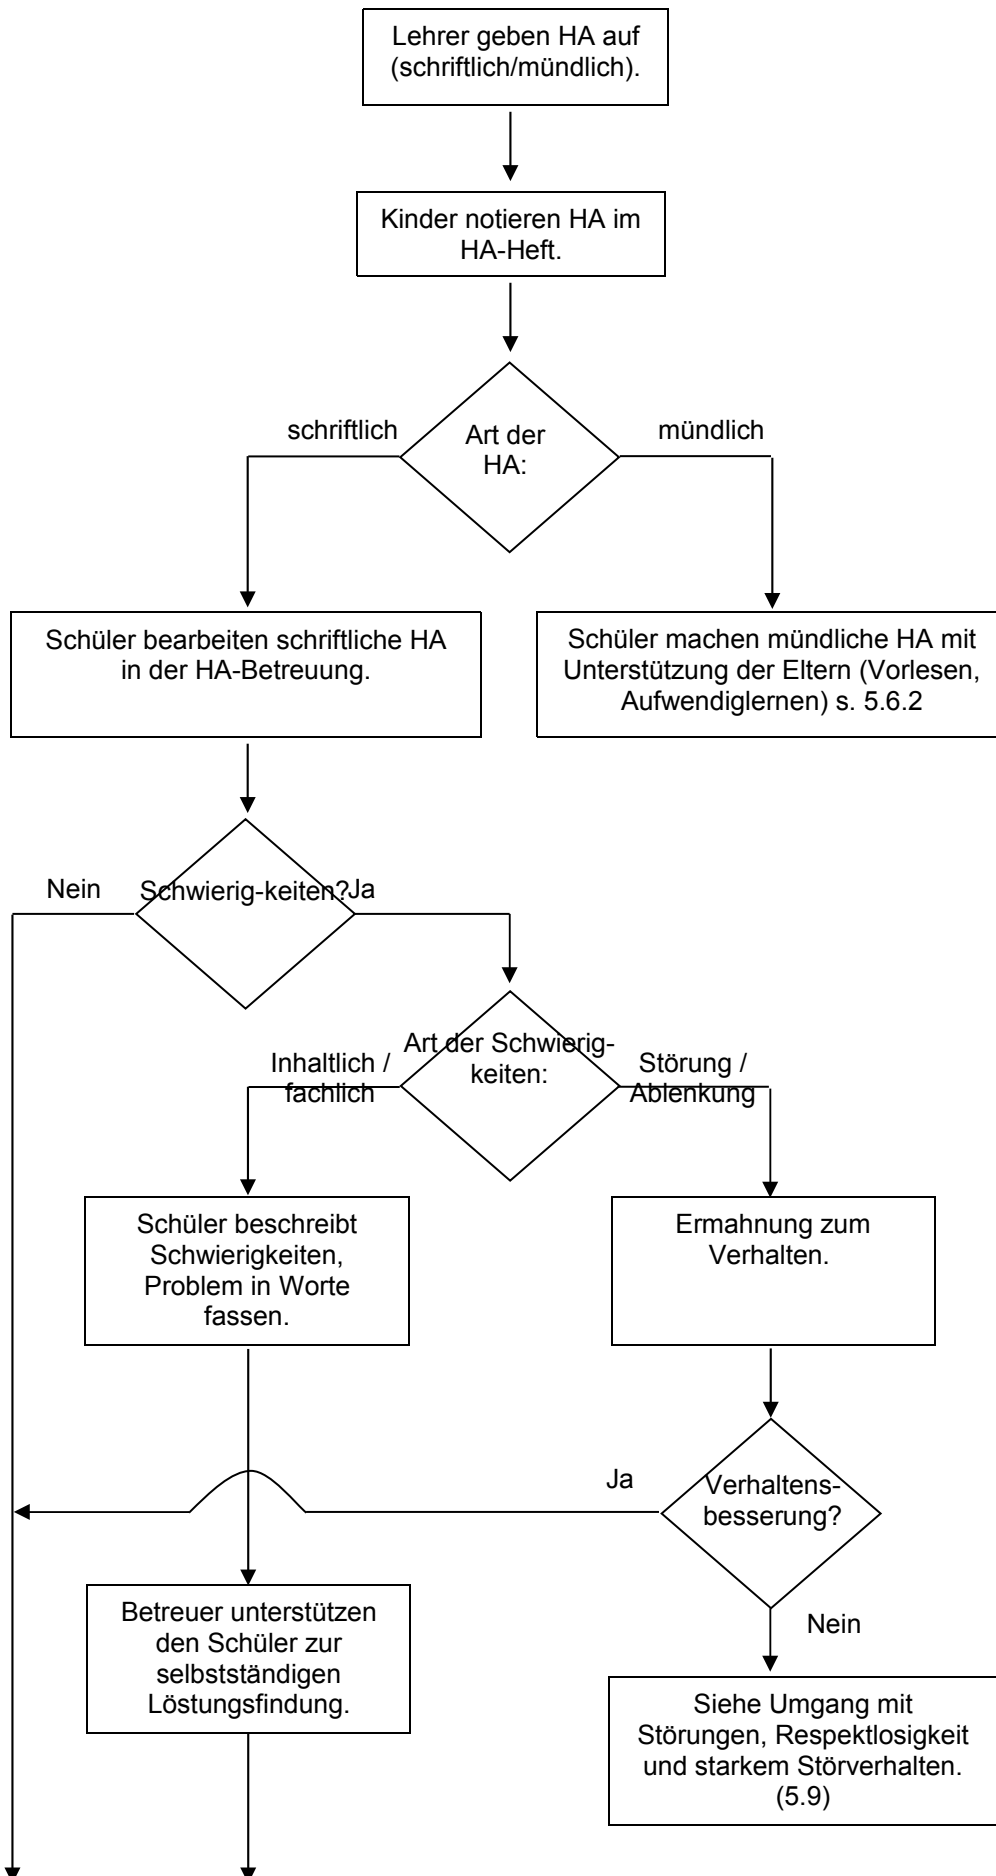 Lehrer geben HA auf
(schriftlich/mündlich).
Kinder notieren HA im
HA-Heft.
schriftlich
Art der
HA:
mündlich
Schüler bearbeiten schriftliche HA
in der HA-Betreuung.
Schüler machen mündliche HA mit
Unterstützung der Eltern (Vorlesen,
Aufwendiglernen) s. 5.6.2
Nein
Schwierig-keiten?
Ja
Art der Schwierig-
keiten:
Inhaltlich /
fachlich
Störung /
Ablenkung
Schüler beschreibt
Schwierigkeiten,
Problem in Worte
fassen.
Ermahnung zum
Verhalten.
Ja
Verhaltens-
besserung?
Nein
Betreuer unterstützen
den Schüler zur
selbstständigen
Löstungsfindung.
Siehe Umgang mit
Störungen, Respektlosigkeit
und starkem Störverhalten.
(5.9)